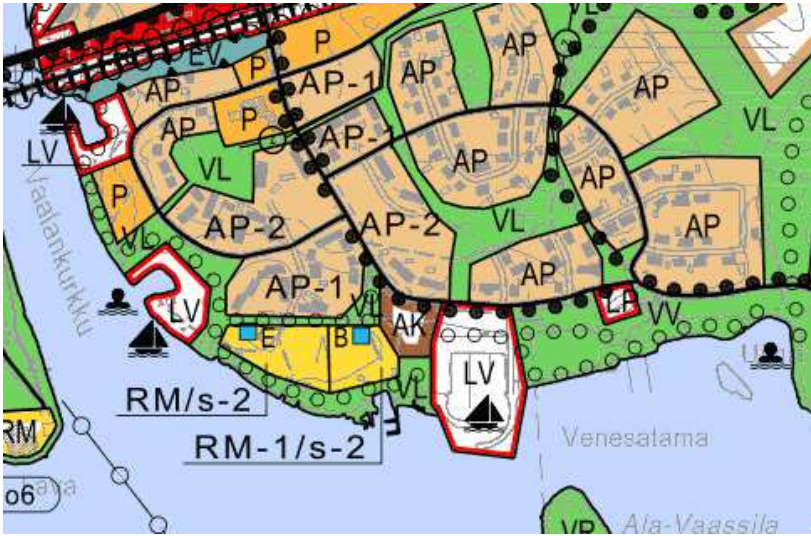 VL
P
EV
P
AP-1
AP
AP
AP
AP
AP
P
AP-1
LV
VL
AP
VL
AP
P
AP-2
AP-2
VL
AP
VL
AP
Vaalankurkku
AP-1
VL
LP
VV
LV
AK
E
B
LV
VL
RM/s-2
RM
RM-1/s-2
Venesatama
o6
VR
Ala-Vaassila